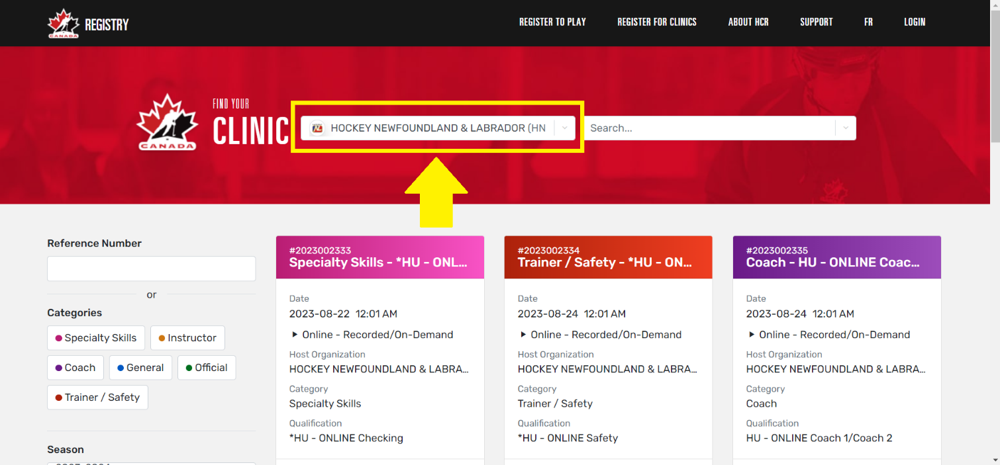 CANADA
REGISTRY
REGISTER TO PLAY
REGISTER FOR CLINICS
ABOUT HCR
SUPPORT
FR
LOGIN
CANADA
FIND YOUR
CLINIC
NL
HOCKEY NEWFOUNDLAND & LABRADOR (HN
Search...
Reference Number
or
Categories
Specialty Skills
Instructor
Coach
General
Official
Trainer / Safety
Season
#2023002333
Specialty Skills - *HU - ONL...
Date
2023-08-22 12:01 AM
Online - Recorded/On-Demand
Host Organization
HOCKEY NEWFOUNDLAND & LABRA...
Category
Specialty Skills
Qualification
*HU - ONLINE Checking
#2023002334
Trainer / Safety - *HU - ON...
Date
2023-08-24 12:01 AM
Online - Recorded/On-Demand
Host Organization
HOCKEY NEWFOUNDLAND & LABRA...
Category
Trainer / Safety
Qualification
*HU - ONLINE Safety
#2023002335
Coach - HU - ONLINE Coac...
Date
2023-08-24 12:01 AM
Online - Recorded/On-Demand
Host Organization
HOCKEY NEWFOUNDLAND & LABRA...
Category
Coach
Qualification
HU - ONLINE Coach 1/Coach 2